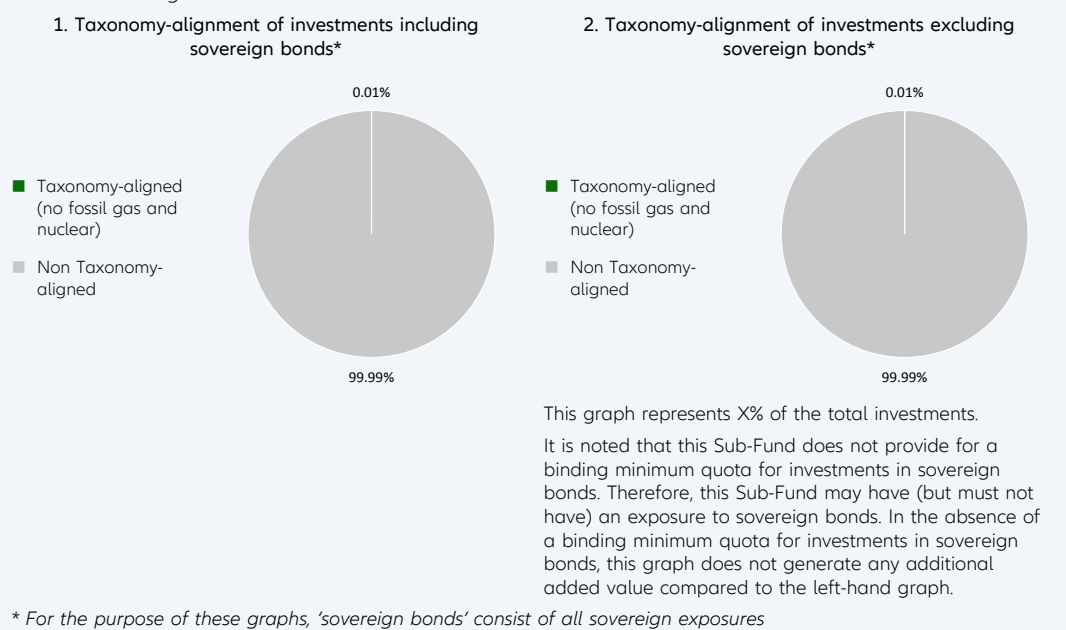 1. Taxonomy-alignment of investments including
sovereign bonds*
0.01%
Taxonomy-aligned
(no fossil gas and
nuclear)
Non Taxonomy-
aligned
99.99%
2. Taxonomy-alignment of investments excluding
sovereign bonds*
0.01%
Taxonomy-aligned
(no fossil gas and
nuclear)
Non Taxonomy-
aligned
99.99%
This graph represents X% of the total investments.
It is noted that this Sub-Fund does not provide for a
binding minimum quota for investments in sovereign
bonds. Therefore, this Sub-Fund may have (but must not
have) an exposure to sovereign bonds. In the absence of
a binding minimum quota for investments in sovereign
bonds, this graph does not generate any additional
added value compared to the left-hand graph.
* For the purpose of these graphs, ‘sovereign bonds’ consist of all sovereign exposures